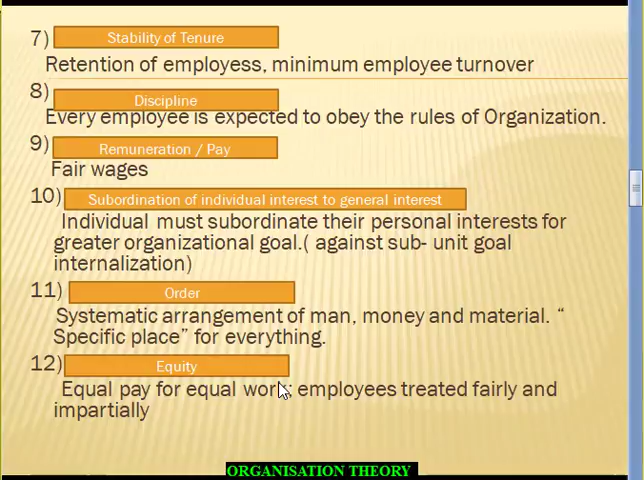 7) Stability of Tenure
Retention of employess, minimum employee turnover
8) Discipline
Every employee is expected to obey the rules of Organization.
9) Remuneration / Pay
Fair wages
10) Subordination of individual interest to general interest
Individual must subordinate their personal interests for
greater organizational goal.( against sub- unit goal
internalization)
11) Order
Systematic arrangement of man, money and material. “
Specific place” for everything.
12) Equity
Equal pay for equal work; employees treated fairly and
impartially
ORGANISATION THEORY